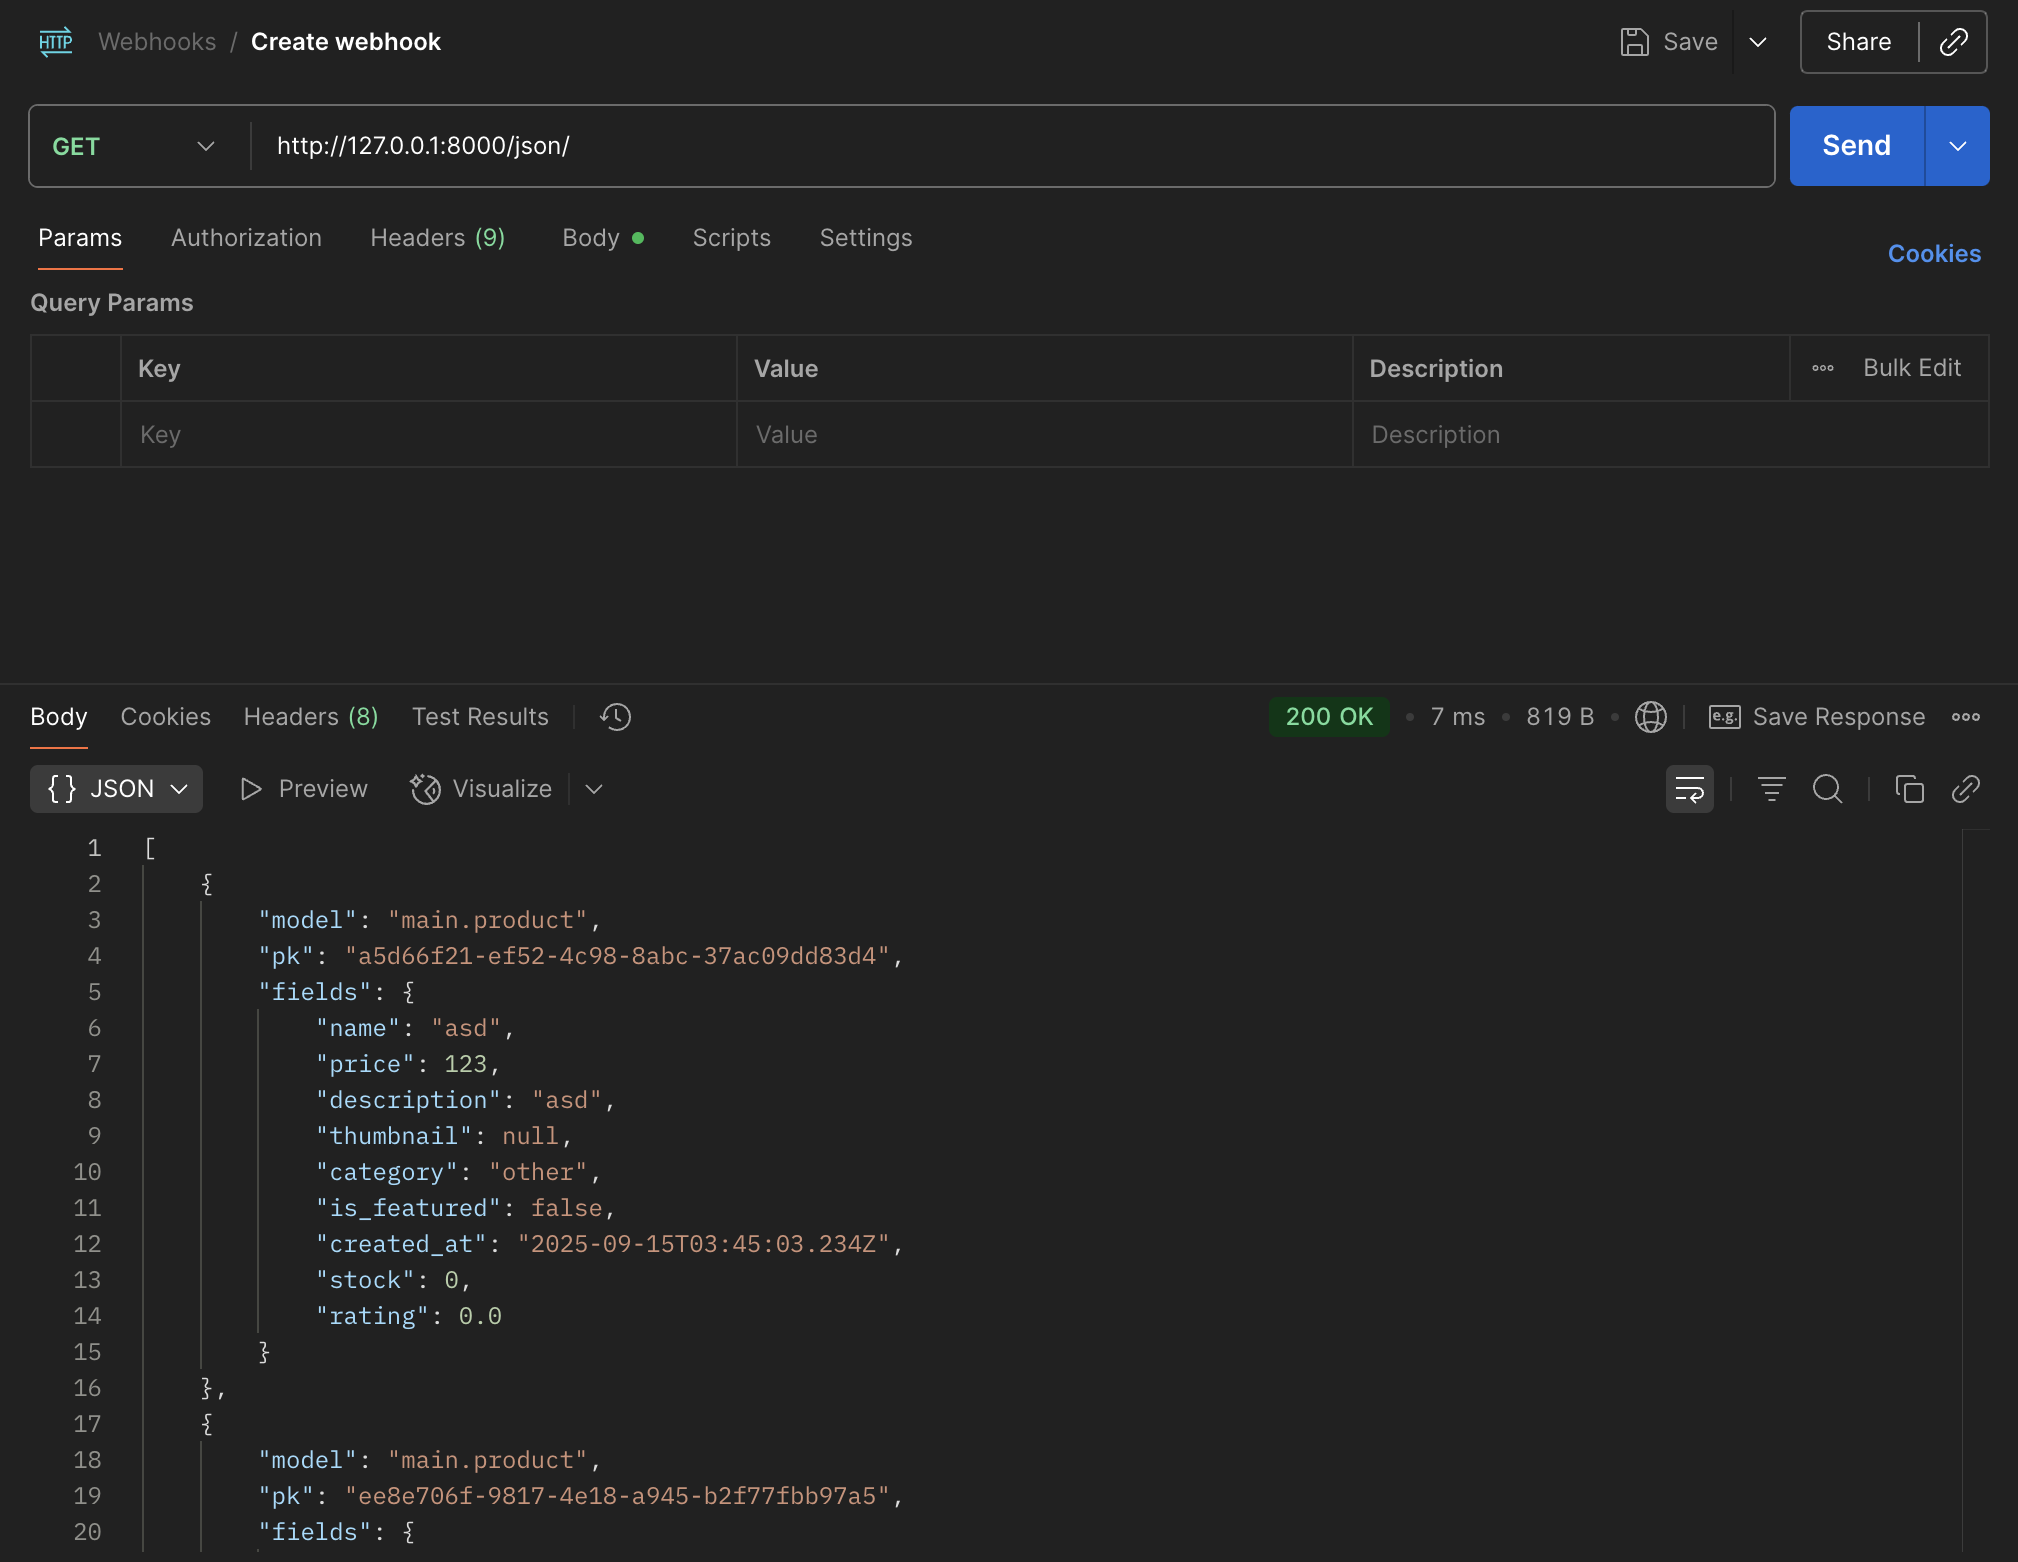 HTTP Webhooks / Create webhook Save Share
GET http://127.0.0.1:8000/json/ Send
Params Authorization Headers (9) Body Scripts Settings Cookies
Query Params
Key Value Description Bulk Edit
Key Value Description
Body Cookies Headers (8) Test Results 200 OK 7 ms 819 B e.g. Save Response
{} JSON Preview Visualize
1 [
2 {
3 "model": "main.product",
4 "pk": "a5d66f21-ef52-4c98-8abc-37ac09dd83d4",
5 "fields": {
6 "name": "asd",
7 "price": 123,
8 "description": "asd",
9 "thumbnail": null,
10 "category": "other",
11 "is_featured": false,
12 "created_at": "2025-09-15T03:45:03.234Z",
13 "stock": 0,
14 "rating": 0.0
15 }
16 },
17 {
18 "model": "main.product",
19 "pk": "ee8e706f-9817-4e18-a945-b2f77fbb97a5",
20 "fields": {